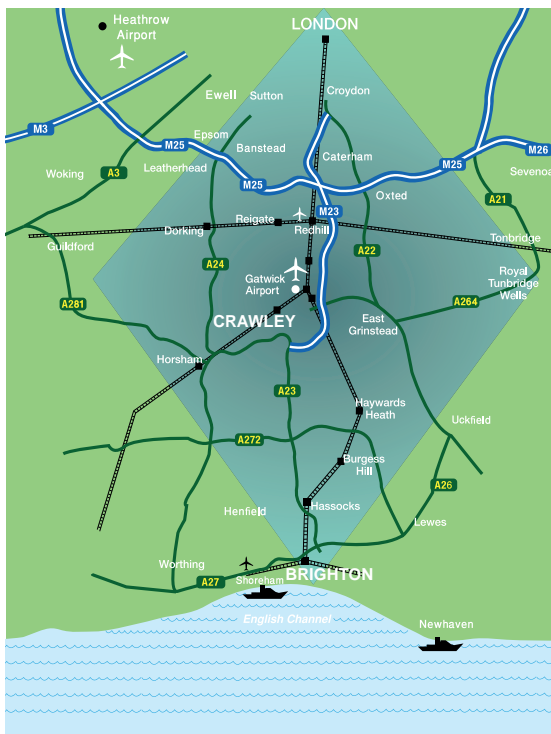 Heathrow
Airport
LONDON
Croydon
Ewell
Sutton
M3
Epsom
M25
Banstead
M26
Caterham
M25
Leatherhead
Sevenoa
Woking
A3
M25
Oxted
A21
M23
Reigate
Redhill
Dorking
Tonbridge
Guildford
A22
A24
Royal
Tunbridge
Wells
Gatwick
Airport
A281
A264
CRAWLEY
East
Grinstead
Horsham
A23
Haywards
Heath
Uckfield
A272
Burgess
Hill
A26
Hassocks
Henfield
Lewes
Worthing
BRIGHTON
A27
Shoreham
English Channel
Newhaven